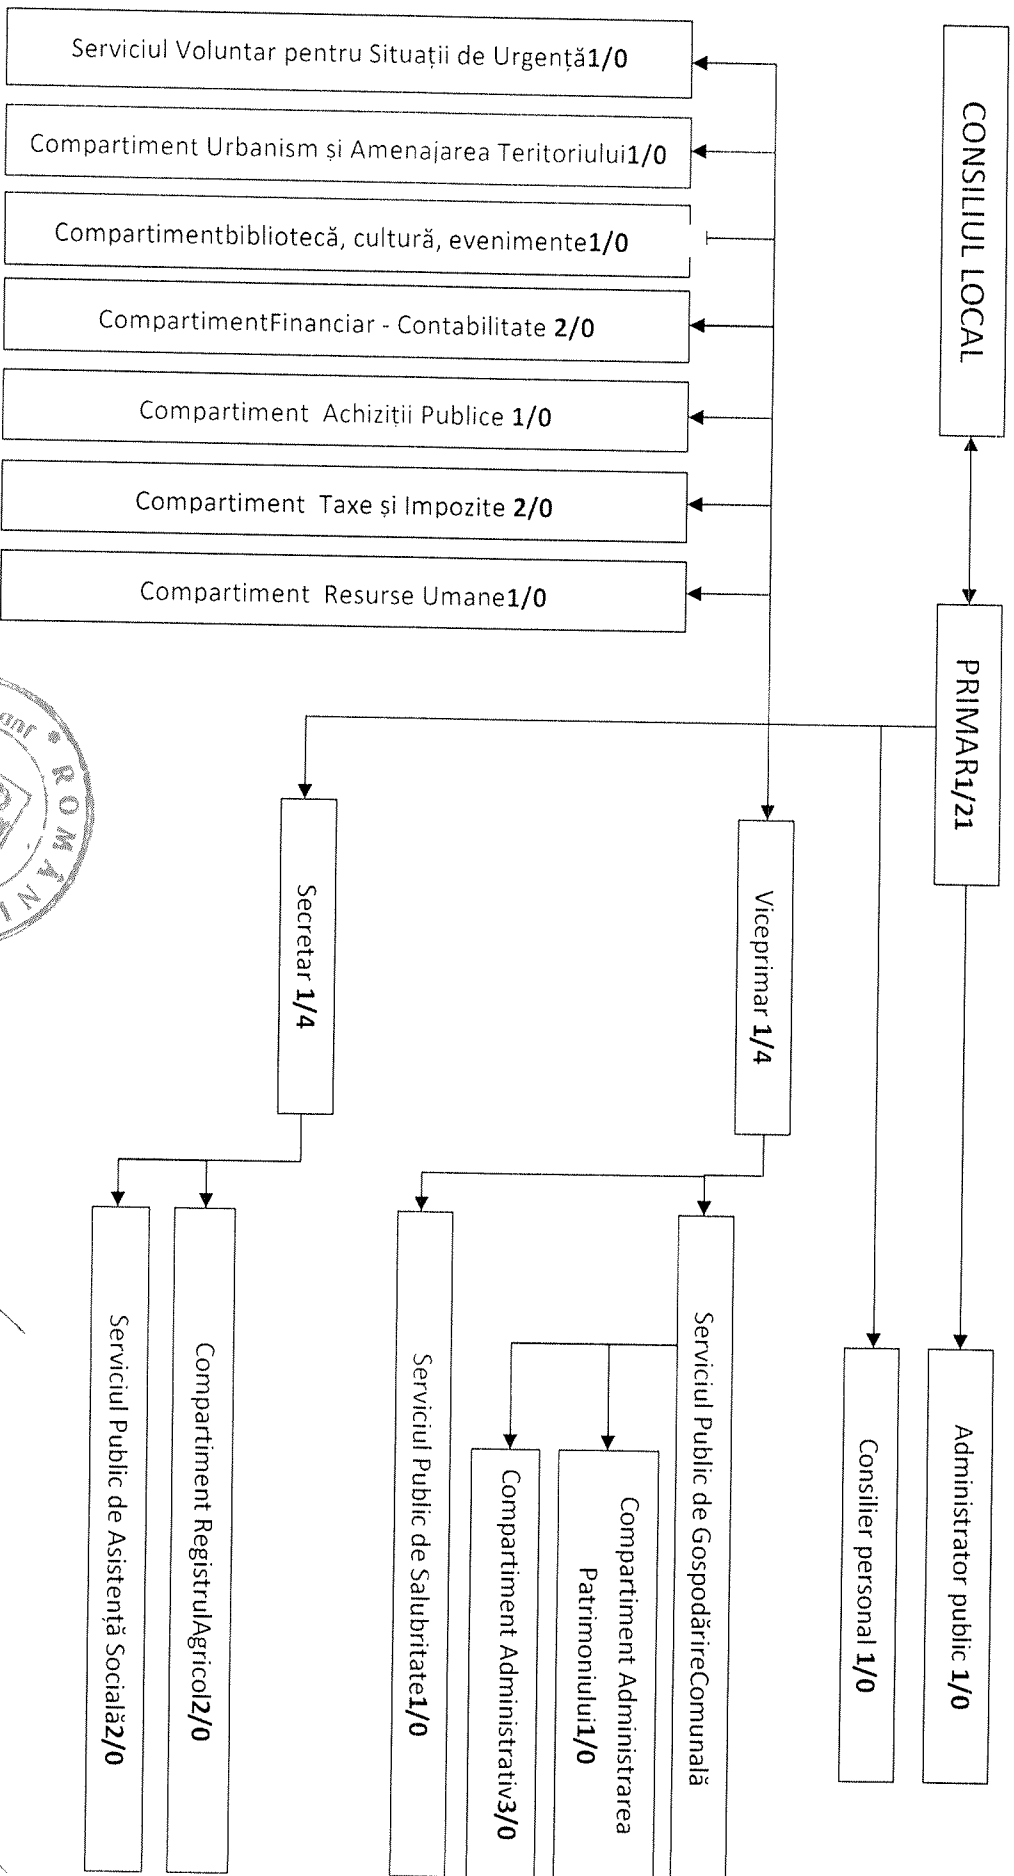 CONSILIUL LOCAL
PRIMAR1/21
Administrator public 1/0
Consilier personal 1/0
Viceprimar 1/4
Serviciul Public de GospodărireComunală
Compartiment Administrarea
Patrimoniului1/0
Compartiment Administrativ3/0
Serviciul Public de Salubritate1/0
Secretar 1/4
Compartiment RegistrulAgricol2/0
Serviciul Public de Asistență Socială2/0
Serviciul Voluntar pentru Situații de Urgență1/0
Compartiment Urbanism și Amenajarea Teritoriului1/0
Compartimentbibliotecă, cultură, evenimente1/0
CompartimentFinanciar - Contabilitate 2/0
Compartiment Achiziții Publice 1/0
Compartiment Taxe și Impozite 2/0
Compartiment Resurse Umane1/0
* ROMÂNI